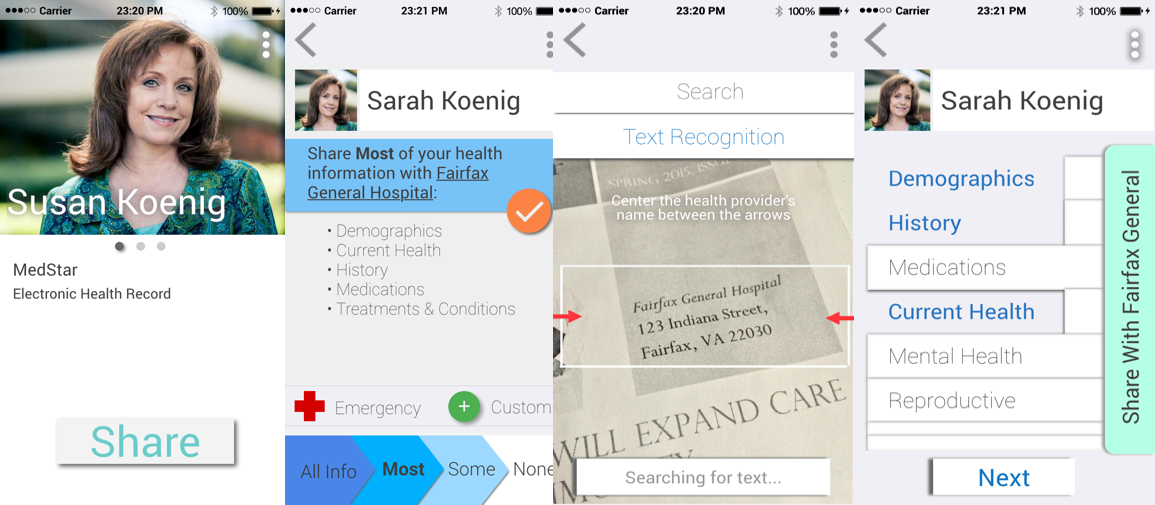 ●●●○○ Carrier 23:20 PM 100%
Susan Koenig
MedStar
Electronic Health Record
Share
●●●○○ Carrier 23:21 PM 100%
Sarah Koenig
Share Most of your health
information with Fairfax
General Hospital:
• Demographics
• Current Health
• History
• Medications
• Treatments & Conditions
Emergency
+ Custom
All Info Most Some None
●●●○○ Carrier 23:20 PM 100%
Search
Text Recognition
SPRING 2015,
Center the health provider's
name between the arrows
Fairfax General Hospital
123 Indiana Street,
Fairfax, VA 22030
WILL EXPAND CARE
Searching for text...
●●●○○ Carrier 23:21 PM 100%
Sarah Koenig
Demographics
History
Medications
Current Health
Mental Health
Reproductive
Share With Fairfax General
Next